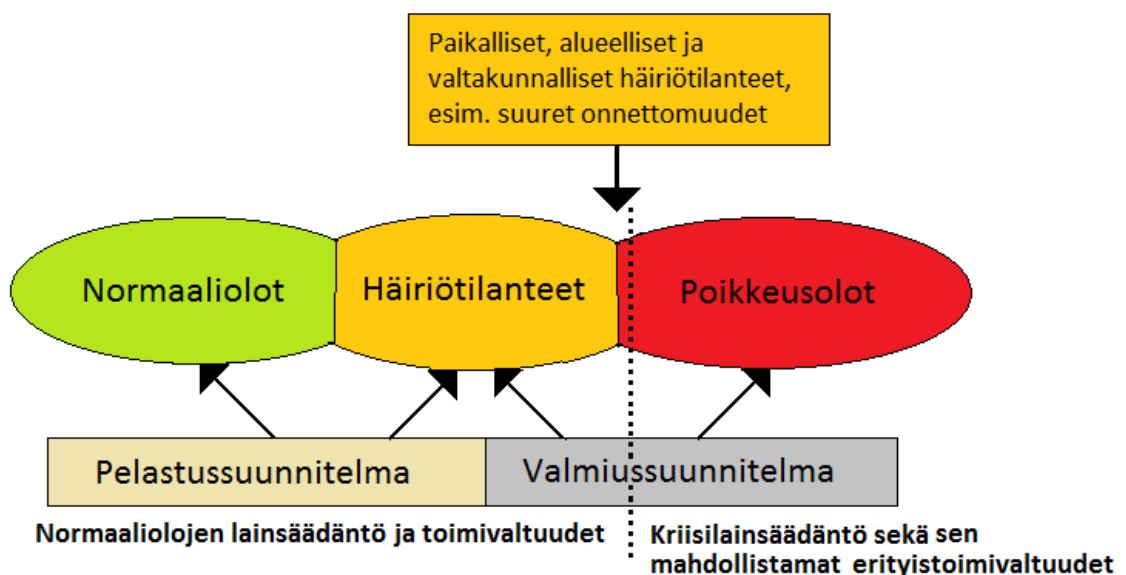 Paikalliset, alueelliset ja
valtakunnalliset häiriötilanteet,
esim. suuret onnettomuudet
Normaaliolot
Häiriötilanteet
Poikkeusolot
Pelastussuunnitelma
Valmiussuunnitelma
Normaaliolojen lainsäädäntö ja toimivaltuudet
Kriisilainsäädäntö sekä sen
mahdollistamat erityistoimivaltuudet